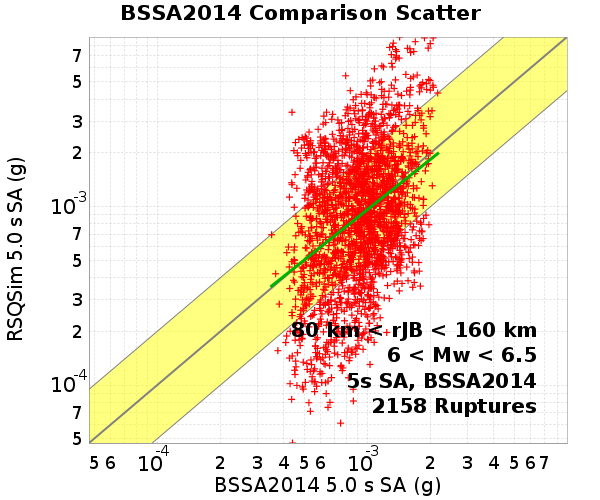 BSSA2014 Comparison Scatter
RSQSim 5.0 s SA (g)
7
5
3
2
10⁻³
7
5
3
2
10⁻⁴
7
5
80 km < rJB < 160 km
6 < Mw < 6.5
5s SA, BSSA2014
2158 Ruptures
5 6 10⁻⁴ 2 3 4 5 6 10⁻³ 2 3 4 5 6 7
BSSA2014 5.0 s SA (g)